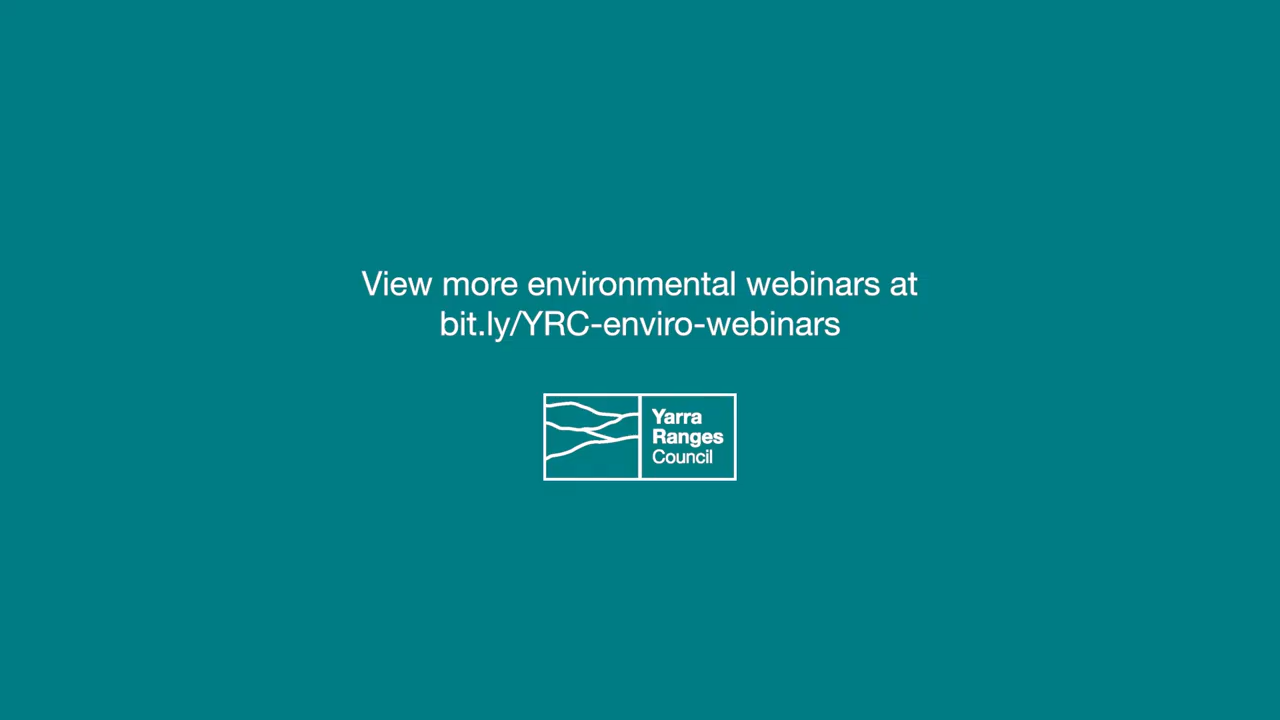 View more environmental webinars at
bit.ly/YRC-enviro-webinars
Yarra
Ranges
Council